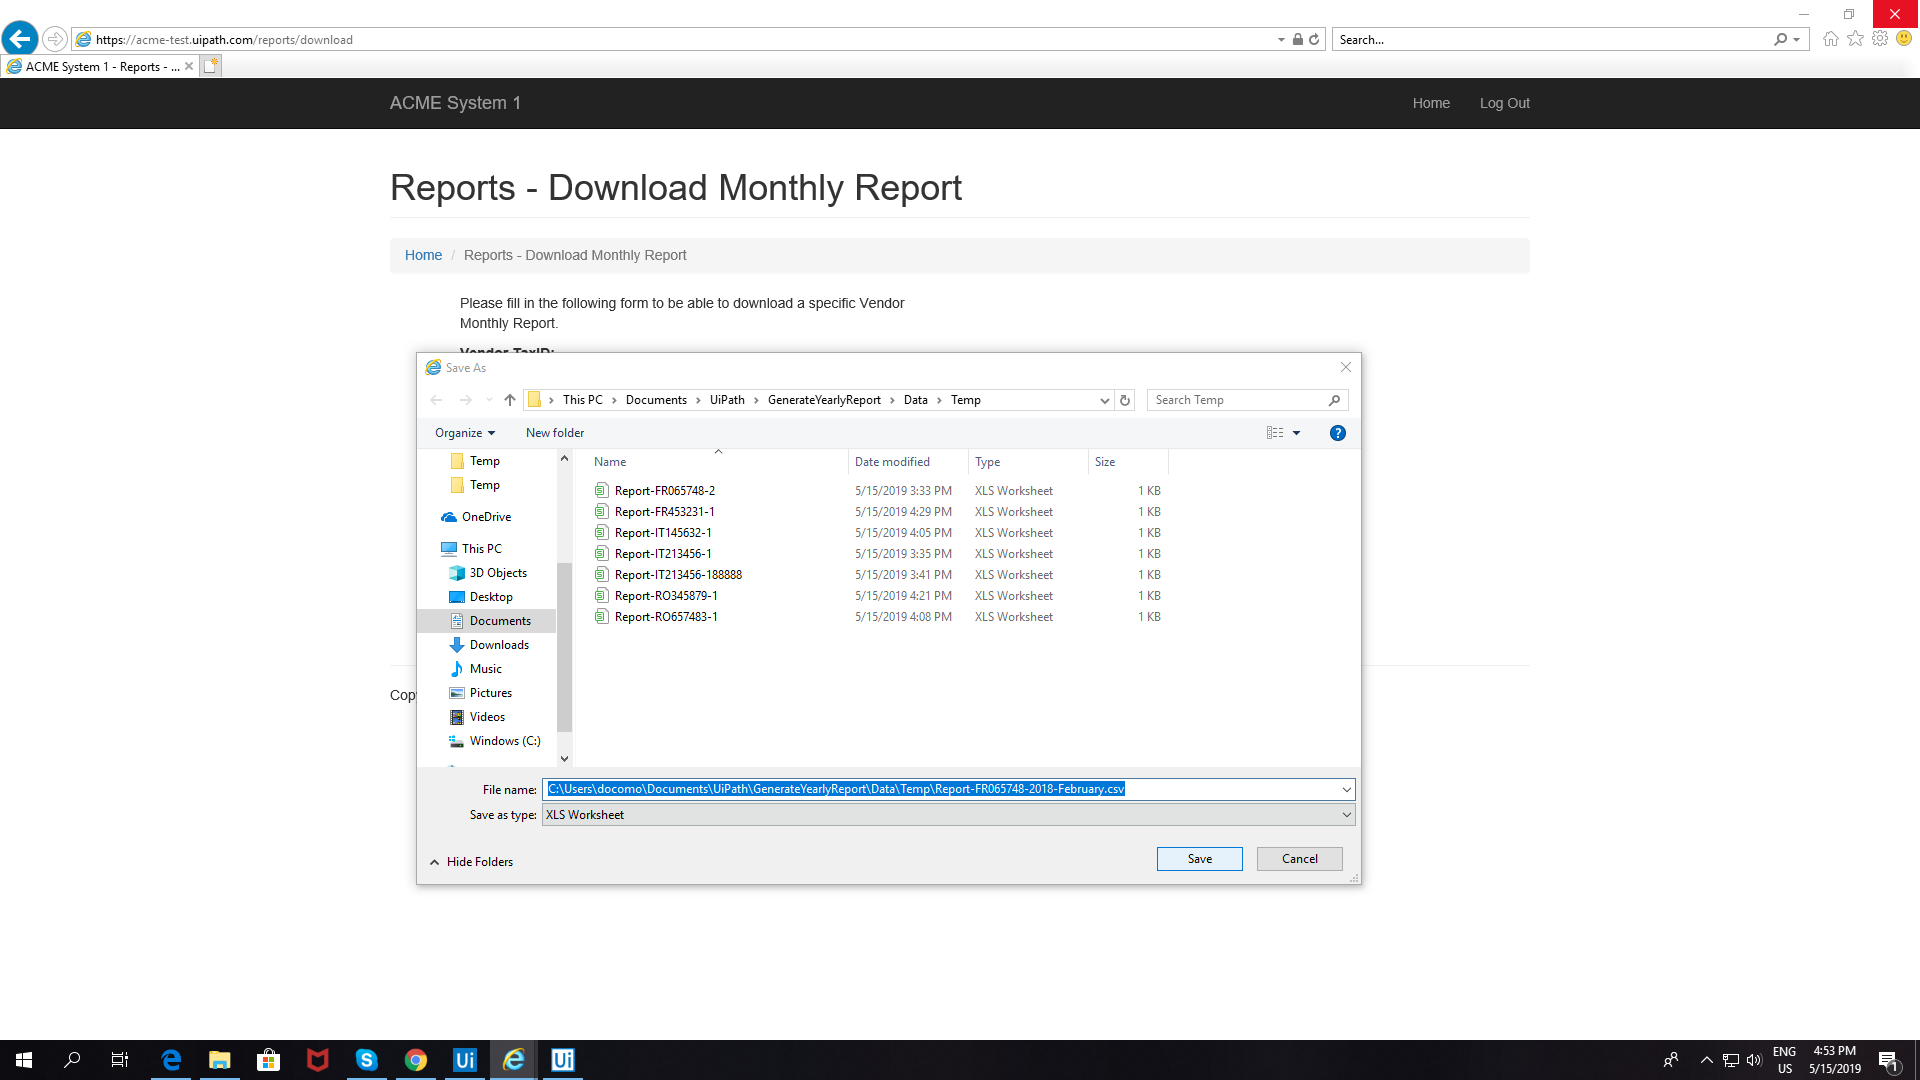 https://acme-test.uipath.com/reports/download
Search...
ACME System 1 - Reports - ...
ACME System 1
Home
Log Out
Reports - Download Monthly Report
Home / Reports - Download Monthly Report
Please fill in the following form to be able to download a specific Vendor
Monthly Report.
Vendor TaxID:
Save As
This PC > Documents > UiPath > GenerateYearlyReport > Data > Temp
Search Temp
Organize
New folder
?
Temp
Temp
OneDrive
This PC
3D Objects
Desktop
Documents
Downloads
Music
Pictures
Videos
Windows (C:)
Name Date modified Type Size
Report-FR065748-2 5/15/2019 3:33 PM XLS Worksheet 1 KB
Report-FR453231-1 5/15/2019 4:29 PM XLS Worksheet 1 KB
Report-IT145632-1 5/15/2019 4:05 PM XLS Worksheet 1 KB
Report-IT213456-1 5/15/2019 3:35 PM XLS Worksheet 1 KB
Report-IT213456-188888 5/15/2019 3:41 PM XLS Worksheet 1 KB
Report-RO345879-1 5/15/2019 4:21 PM XLS Worksheet 1 KB
Report-RO657483-1 5/15/2019 4:08 PM XLS Worksheet 1 KB
Cop
File name: C:\Users\docomo\Documents\UiPath\GenerateYearlyReport\Data\Temp\Report-FR065748-2018-February.csv
Save as type: XLS Worksheet
Hide Folders
Save
Cancel
Ui
Ui
ENG
US
4:53 PM
5/15/2019
1